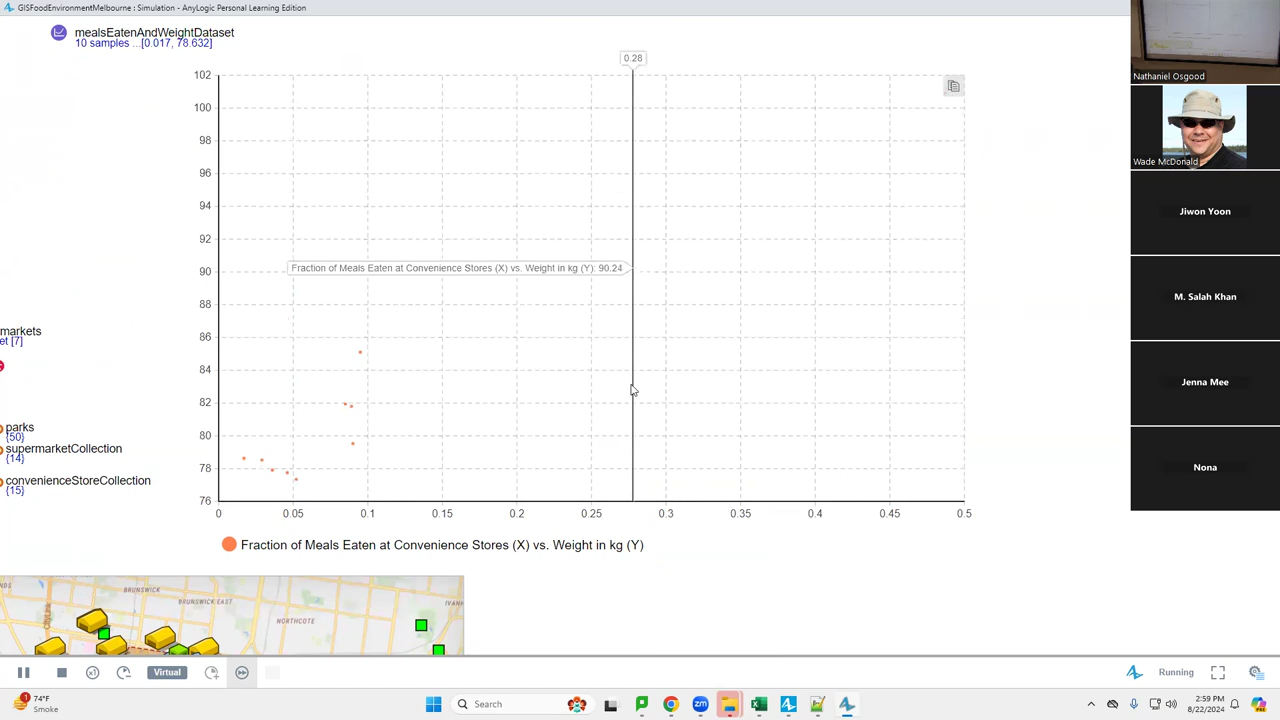 GISFoodEnvironmentMelbourne : Simulation - AnyLogic Personal Learning Edition
mealsEatenAndWeightDataset
10 samples ...[0.017, 78.632]
0.28
102
100
98
96
94
92
90
88
86
84
82
80
78
76
Fraction of Meals Eaten at Convenience Stores (X) vs. Weight in kg (Y): 90.24
0
0.05
0.1
0.15
0.2
0.25
0.3
0.35
0.4
0.45
0.5
Fraction of Meals Eaten at Convenience Stores (X) vs. Weight in kg (Y)
markets
et [7]
parks
{50}
supermarketCollection
{14}
convenienceStoreCollection
{15}
NDS
BRUNSWICK
BRUNSWICK EAST
NORTHCOTE
IVANH
x1
Virtual
Running
Nathaniel Osgood
Wade McDonald
Jiwon Yoon
M. Salah Khan
Jenna Mee
Nona
1
74°F
Smoke
Search
zm
2:59 PM
8/22/2024